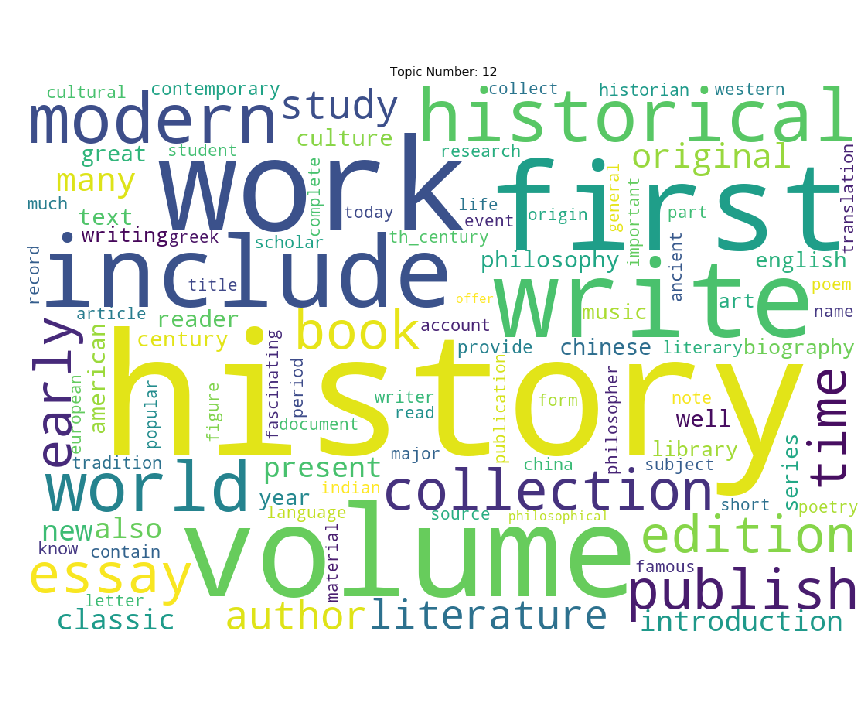 Topic Number: 12
cultural contemporary collect historian western
modern study historical
culture
great student research original
many
translation
complete
work first
general
important
much text today life event origin part
writing greek scholar th_century philosophy english
ancient
record
include title write art poem
offer
article reader book account music name
early
century provide chinese literary biography
american
european
history
popular
figure
fascinating
period
writer read document
publication
form note
philosopher
well time
library
tradition present major china subject
series
world year indian collection short poetry
language source philosophical
new also volume edition
know contain
material
essay famous publish
letter
classic author literature introduction